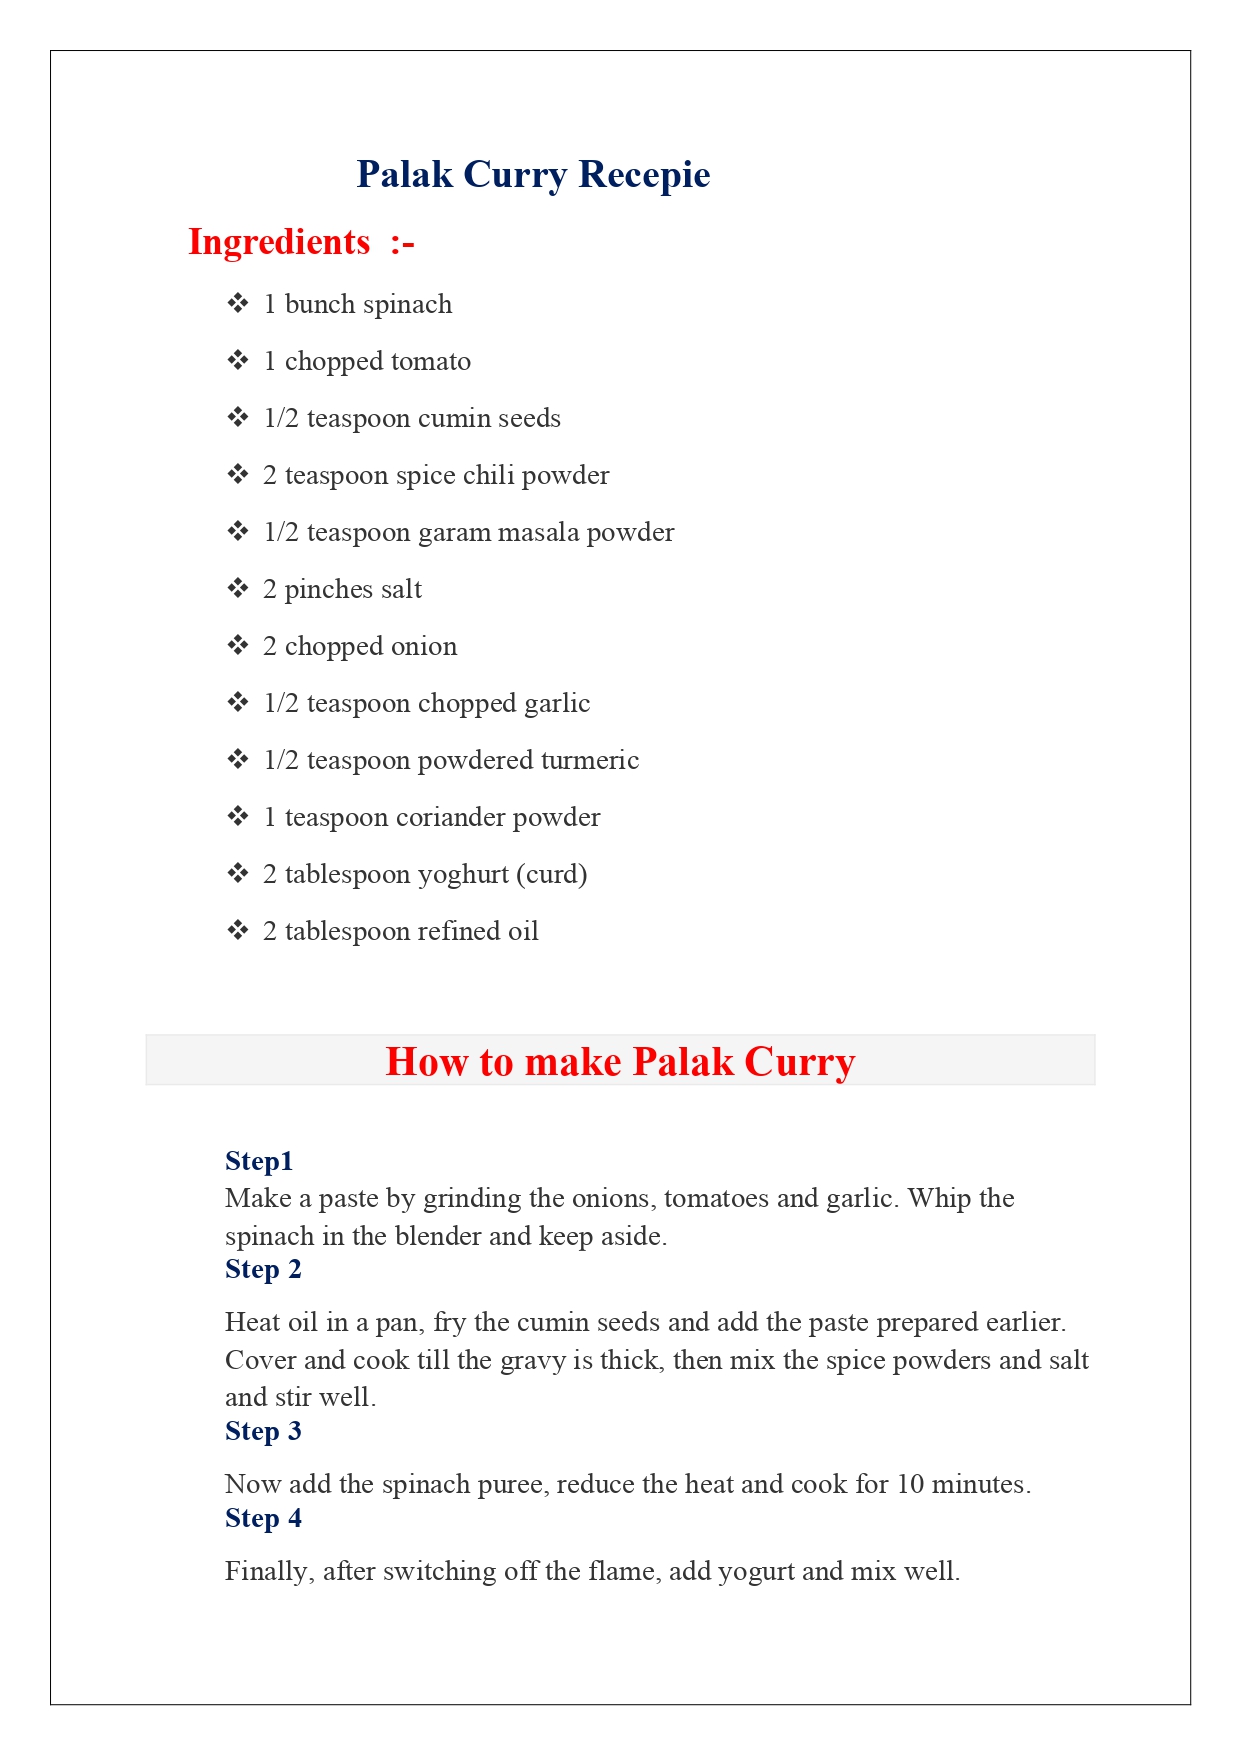 Palak Curry Recepie
Ingredients :-
❖ 1 bunch spinach
❖ 1 chopped tomato
❖ 1/2 teaspoon cumin seeds
❖ 2 teaspoon spice chili powder
❖ 1/2 teaspoon garam masala powder
❖ 2 pinches salt
❖ 2 chopped onion
❖ 1/2 teaspoon chopped garlic
❖ 1/2 teaspoon powdered turmeric
❖ 1 teaspoon coriander powder
❖ 2 tablespoon yoghurt (curd)
❖ 2 tablespoon refined oil
How to make Palak Curry
Step1
Make a paste by grinding the onions, tomatoes and garlic. Whip the
spinach in the blender and keep aside.
Step 2
Heat oil in a pan, fry the cumin seeds and add the paste prepared earlier.
Cover and cook till the gravy is thick, then mix the spice powders and salt
and stir well.
Step 3
Now add the spinach puree, reduce the heat and cook for 10 minutes.
Step 4
Finally, after switching off the flame, add yogurt and mix well.